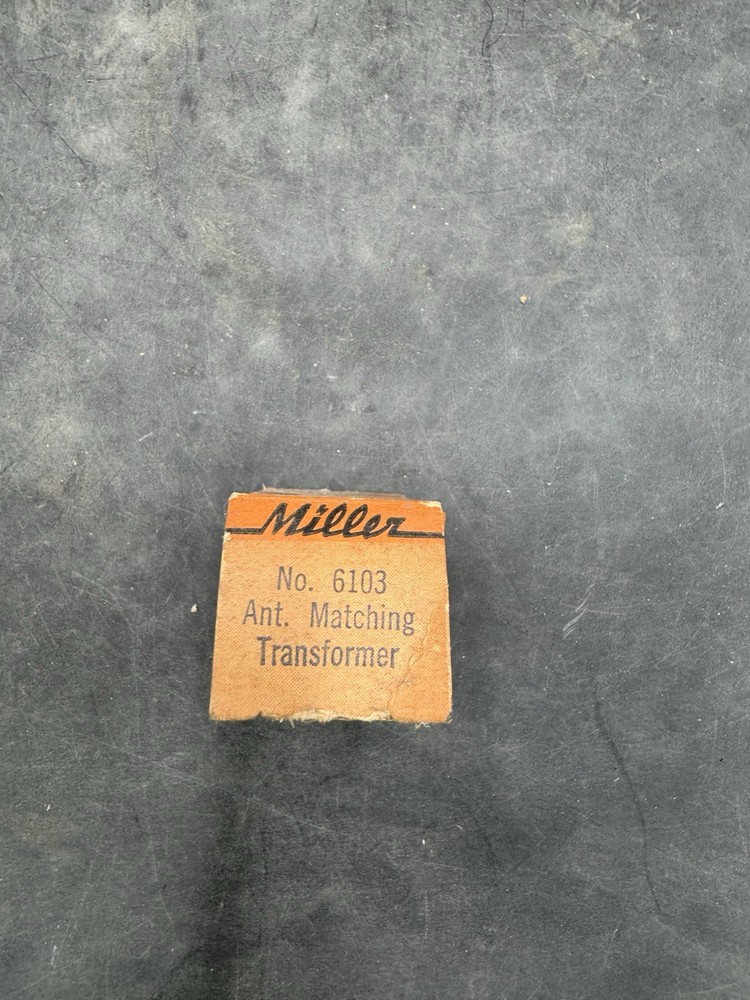 Miller
No. 6103
Ant. Matching
Transformer